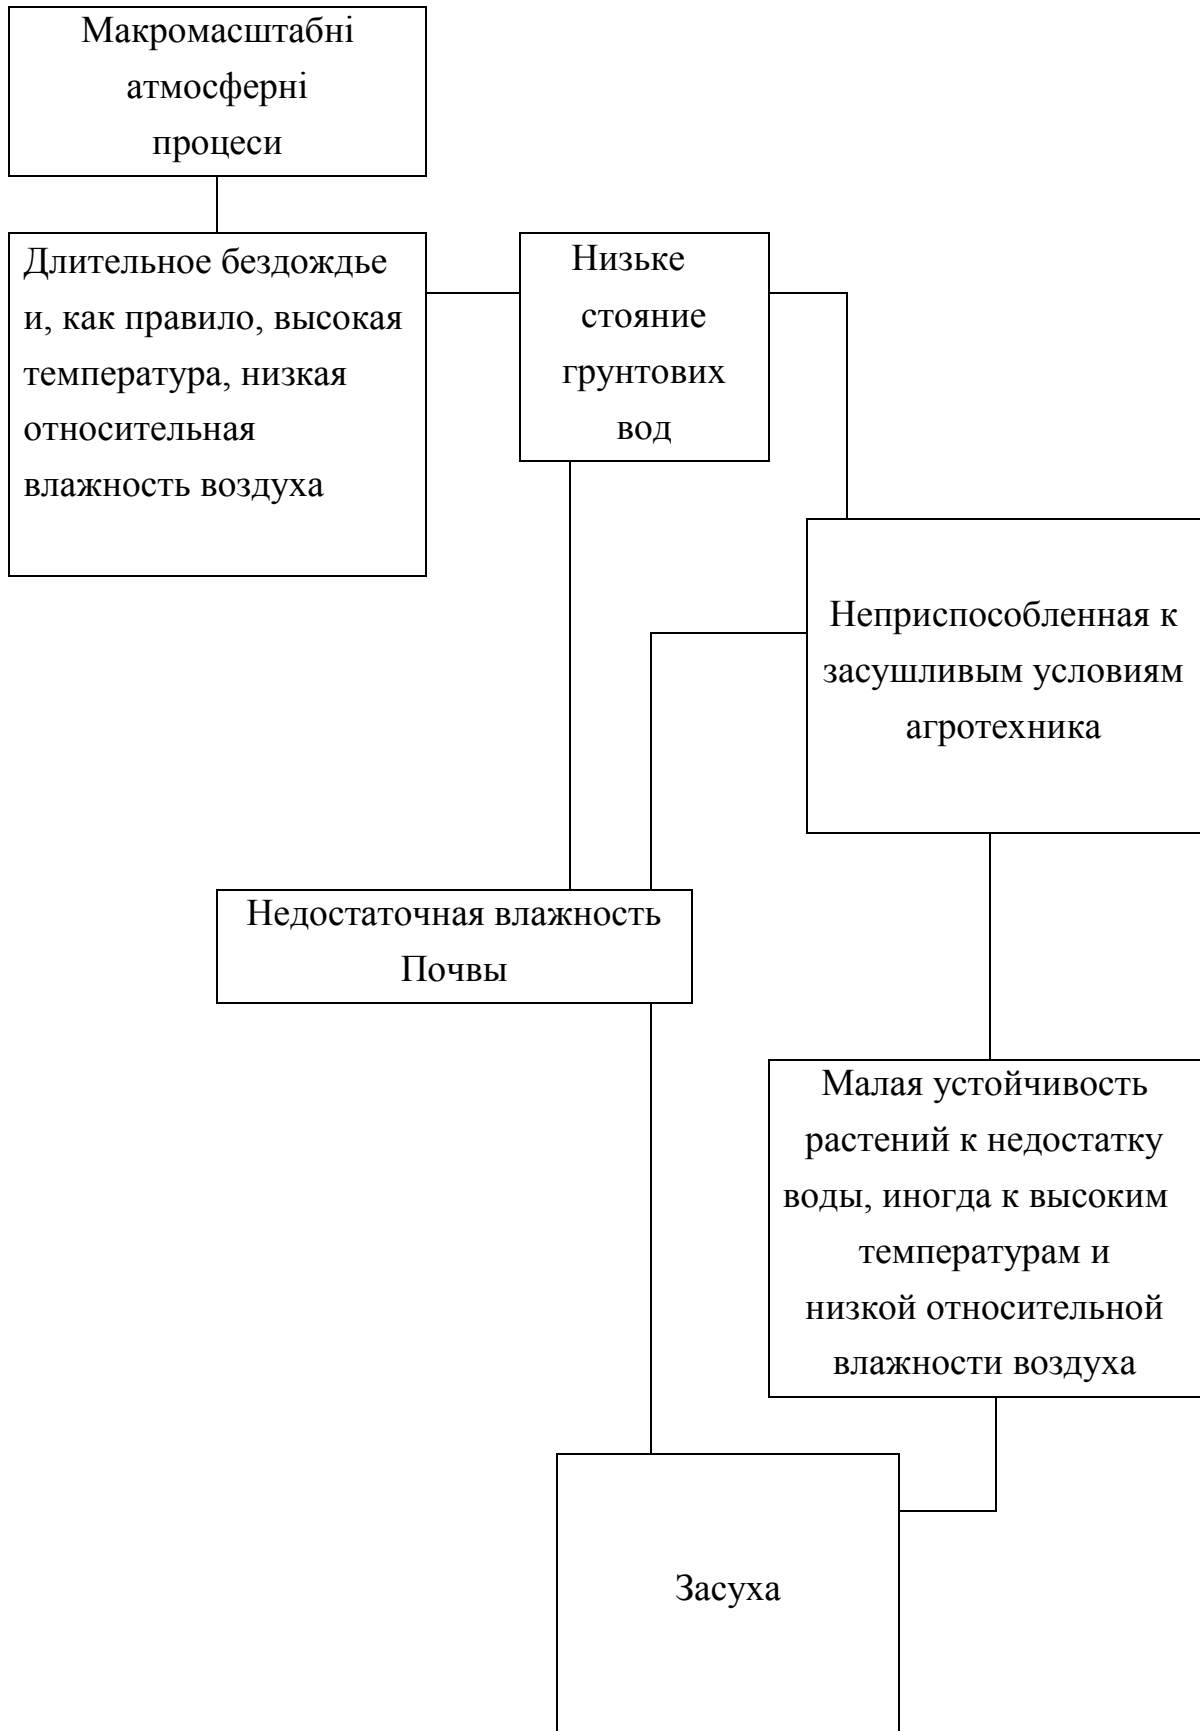 Макромасштабні
атмосферні
процеси
Длительное бездождье
и, как правило, высокая
температура, низкая
относительная
влажность воздуха
Низьке
стояние
грунтових
вод
Неприспособленная к
засушливым условиям
агротехника
Недостаточная влажность
Почвы
Малая устойчивость
растений к недостатку
воды, иногда к высоким
температурам и
низкой относительной
влажности воздуха
Засуха